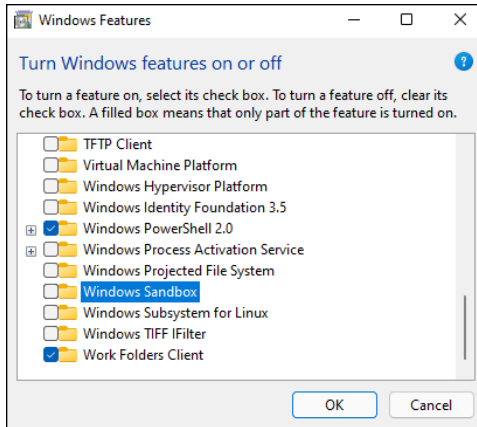 Windows Features
Turn Windows features on or off
?
To turn a feature on, select its check box. To turn a feature off, clear its
check box. A filled box means that only part of the feature is turned on.
TFTP Client
Virtual Machine Platform
Windows Hypervisor Platform
Windows Identity Foundation 3.5
Windows PowerShell 2.0
Windows Process Activation Service
Windows Projected File System
Windows Sandbox
Windows Subsystem for Linux
Windows TIFF IFilter
Work Folders Client
OK Cancel